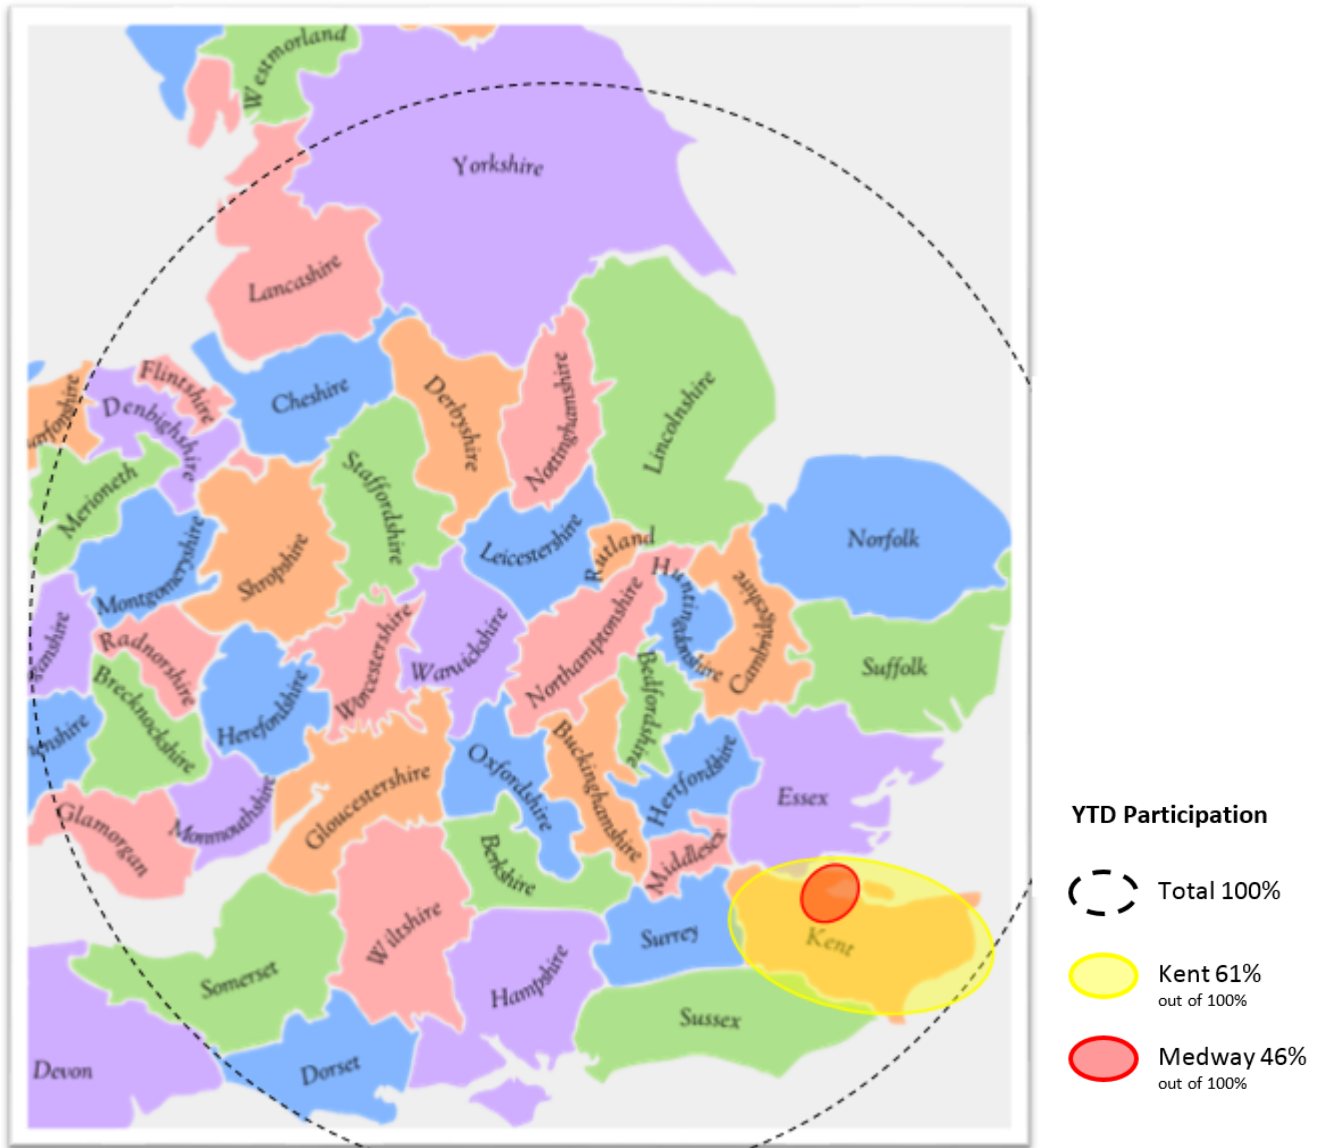 Westmorland
Yorkshire
Lancashire
Flintshire
Cheshire
Denbighshire
Derbyshire
Nottinghamshire
Lincolnshire
Merioneth
Staffordshire
Montgomeryshire
Shropshire
Leicestershire
Rutland
Norfolk
Huntingdonshire
Cambridgeshire
Radnorshire
Worcestershire
Warwickshire
Northamptonshire
Bedfordshire
Suffolk
Brecknockshire
Herefordshire
Buckinghamshire
Oxfordshire
Hertfordshire
Essex
Glamorgan
Monmouthshire
Gloucestershire
Berkshire
Middlesex
Wiltshire
Surrey
Kent
Somerset
Hampshire
Sussex
Devon
Dorset
YTD Participation
Total 100%
Kent 61%
out of 100%
Medway 46%
out of 100%